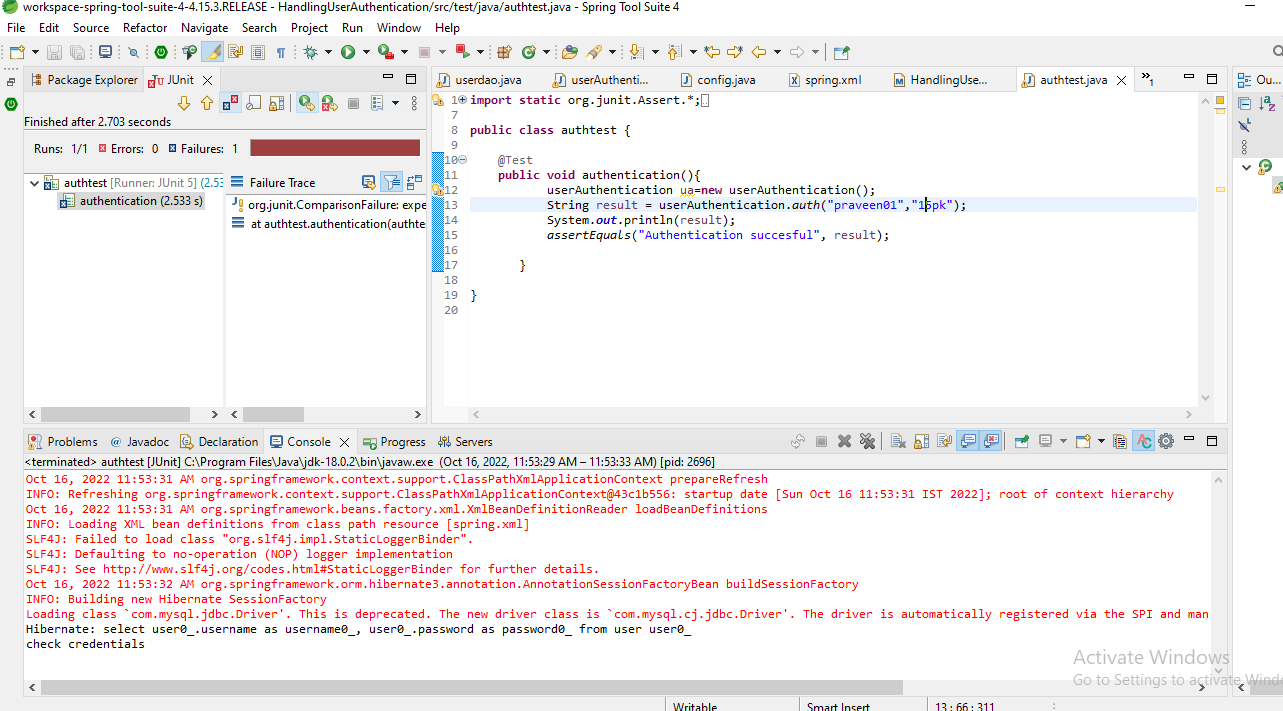 workspace-spring-tool-suite-4-4.15.3.RELEASE - HandlingUserAuthentication/src/test/java/authtest.java - Spring Tool Suite 4
File Edit Source Refactor Navigate Search Project Run Window Help
Package Explorer JUnit
userdao.java userAuthenti... config.java spring.xml HandlingUse... authtest.java 1 Ou...
Finished after 2.703 seconds
Runs: 1/1 Errors: 0 Failures: 1
authtest [Runner: JUnit 5] (2.53
authentication (2.533 s)
Failure Trace
org.junit.ComparisonFailure: expe
at authtest.authentication(authte
1 import static org.junit.Assert.*;
7
8 public class authtest {
9
10 @Test
11 public void authentication(){
12 userAuthentication ua=new userAuthentication();
13 String result = userAuthentication.auth("praveen01","15pk");
14 System.out.println(result);
15 assertEquals("Authentication succesful", result);
16
17 }
18
19 }
20
Problems Javadoc Declaration Console Progress Servers
<terminated> authtest [JUnit] C:\Program Files\Java\jdk-18.0.2\bin\javaw.exe (Oct 16, 2022, 11:53:29 AM – 11:53:33 AM) [pid: 2696]
Oct 16, 2022 11:53:31 AM org.springframework.context.support.ClassPathXmlApplicationContext prepareRefresh
INFO: Refreshing org.springframework.context.support.ClassPathXmlApplicationContext@43c1b556: startup date [Sun Oct 16 11:53:31 IST 2022]; root of context hierarchy
Oct 16, 2022 11:53:31 AM org.springframework.beans.factory.xml.XmlBeanDefinitionReader loadBeanDefinitions
INFO: Loading XML bean definitions from class path resource [spring.xml]
SLF4J: Failed to load class "org.slf4j.impl.StaticLoggerBinder".
SLF4J: Defaulting to no-operation (NOP) logger implementation
SLF4J: See http://www.slf4j.org/codes.html#StaticLoggerBinder for further details.
Oct 16, 2022 11:53:32 AM org.springframework.orm.hibernate3.annotation.AnnotationSessionFactoryBean buildSessionFactory
INFO: Building new Hibernate SessionFactory
Loading class `com.mysql.jdbc.Driver'. This is deprecated. The new driver class is `com.mysql.cj.jdbc.Driver'. The driver is automatically registered via the SPI and man
Hibernate: select user0_.username as username0_, user0_.password as password0_ from user user0_
check credentials
Activate Windows
Go to Settings to activate Wind
Writable Smart Insert 13 : 66 : 311